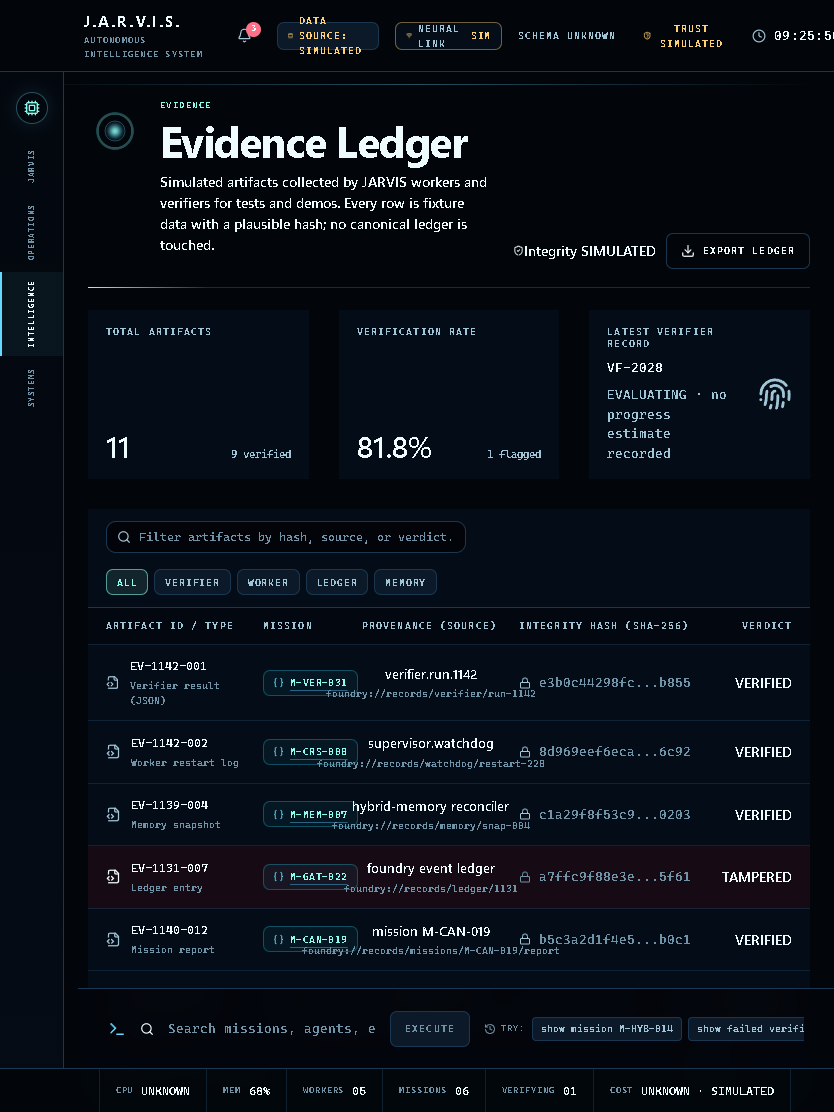 J.A.R.V.I.S.
AUTONOMOUS
INTELLIGENCE SYSTEM
3
DATA
SOURCE:
SIMULATED
NEURAL
LINK
SIM
SCHEMA UNKNOWN
TRUST
SIMULATED
09:25:5
JARVIS
OPERATIONS
INTELLIGENCE
SYSTEMS
EVIDENCE
Evidence Ledger
Simulated artifacts collected by JARVIS workers and
verifiers for tests and demos. Every row is fixture
data with a plausible hash; no canonical ledger is
touched.
Integrity SIMULATED
EXPORT LEDGER
TOTAL ARTIFACTS
11
9 verified
VERIFICATION RATE
81.8%
1 flagged
LATEST VERIFIER
RECORD
VF-2028
EVALUATING · no
progress
estimate
recorded
Filter artifacts by hash, source, or verdict.
ALL
VERIFIER
WORKER
LEDGER
MEMORY
ARTIFACT ID / TYPE
MISSION
PROVENANCE (SOURCE)
INTEGRITY HASH (SHA-256)
VERDICT
EV-1142-001
Verifier result
(JSON)
M-VER-031
verifier.run.1142
foundry://records/verifier/run-1142
e3b0c44298fc...b855
VERIFIED
EV-1142-002
Worker restart log
M-CRS-008
supervisor.watchdog
foundry://records/watchdog/restart-228
8d969eef6eca...6c92
VERIFIED
EV-1139-004
Memory snapshot
M-MEM-007
hybrid-memory reconciler
foundry://records/memory/snap-004
c1a29f8f53c9...0203
VERIFIED
EV-1131-007
Ledger entry
M-GAT-022
foundry event ledger
foundry://records/ledger/1131
a7ffc9f88e3e...5f61
TAMPERED
EV-1140-012
Mission report
M-CAN-019
mission M-CAN-019
foundry://records/missions/M-CAN-019/report
b5c3a2d1f4e5...b0c1
VERIFIED
Search missions, agents, e
EXECUTE
TRY:
show mission M-HYB-014
show failed verifi
CPU UNKNOWN
MEM 68%
WORKERS 05
MISSIONS 06
VERIFYING 01
COST UNKNOWN · SIMULATED